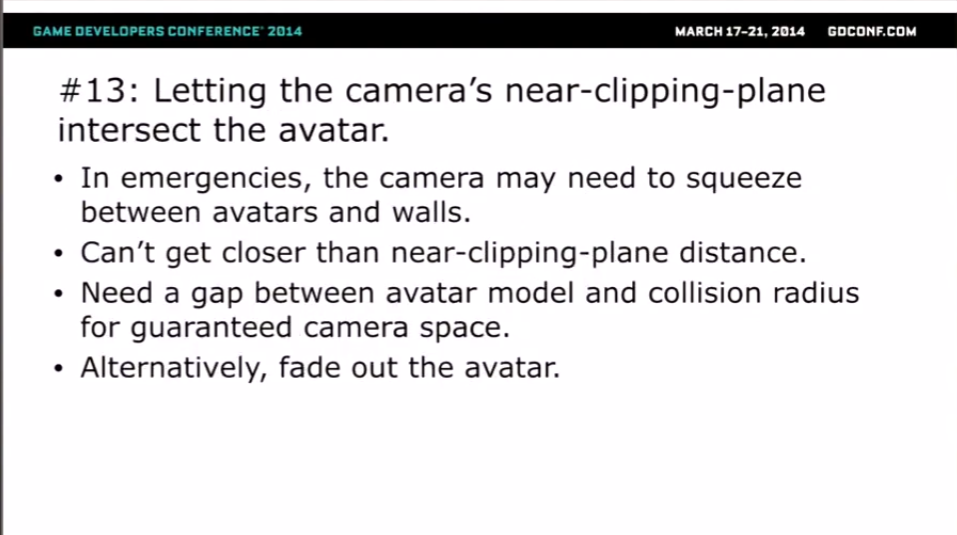 GAME DEVELOPERS CONFERENCE® 2014 MARCH 17-21, 2014 GDCONF.COM
#13: Letting the camera's near-clipping-plane
intersect the avatar.
• In emergencies, the camera may need to squeeze
between avatars and walls.
• Can't get closer than near-clipping-plane distance.
• Need a gap between avatar model and collision radius
for guaranteed camera space.
• Alternatively, fade out the avatar.